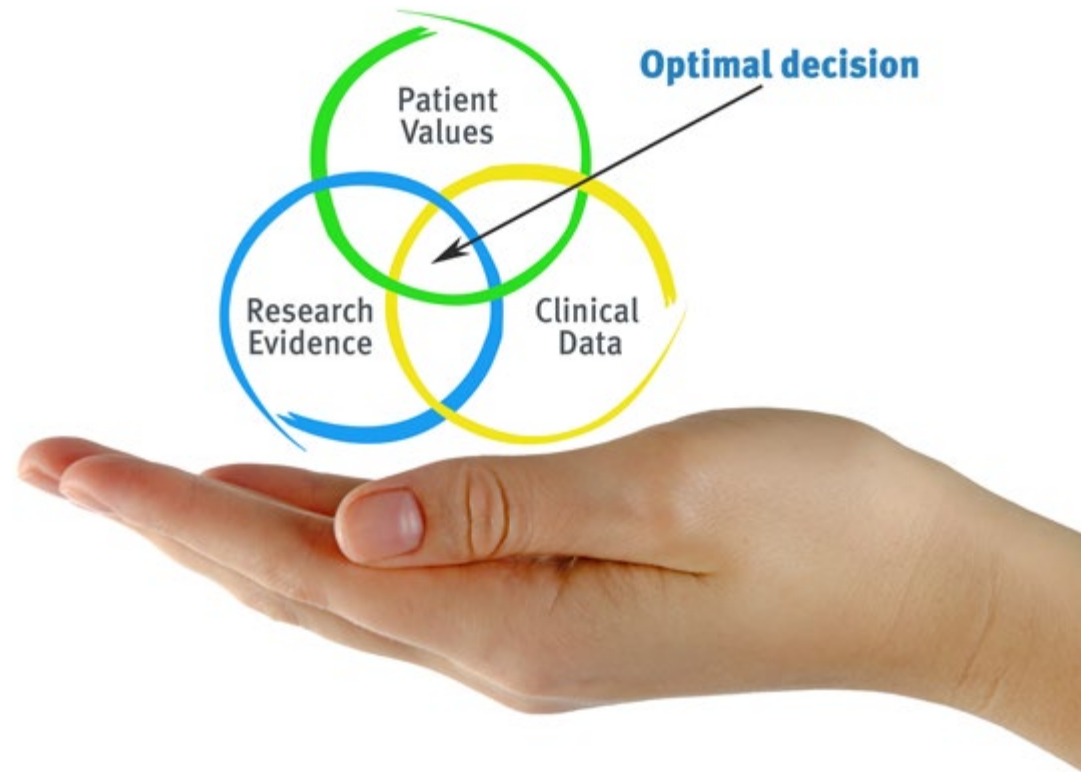 Optimal decision
Patient
Values
Research
Evidence
Clinical
Data